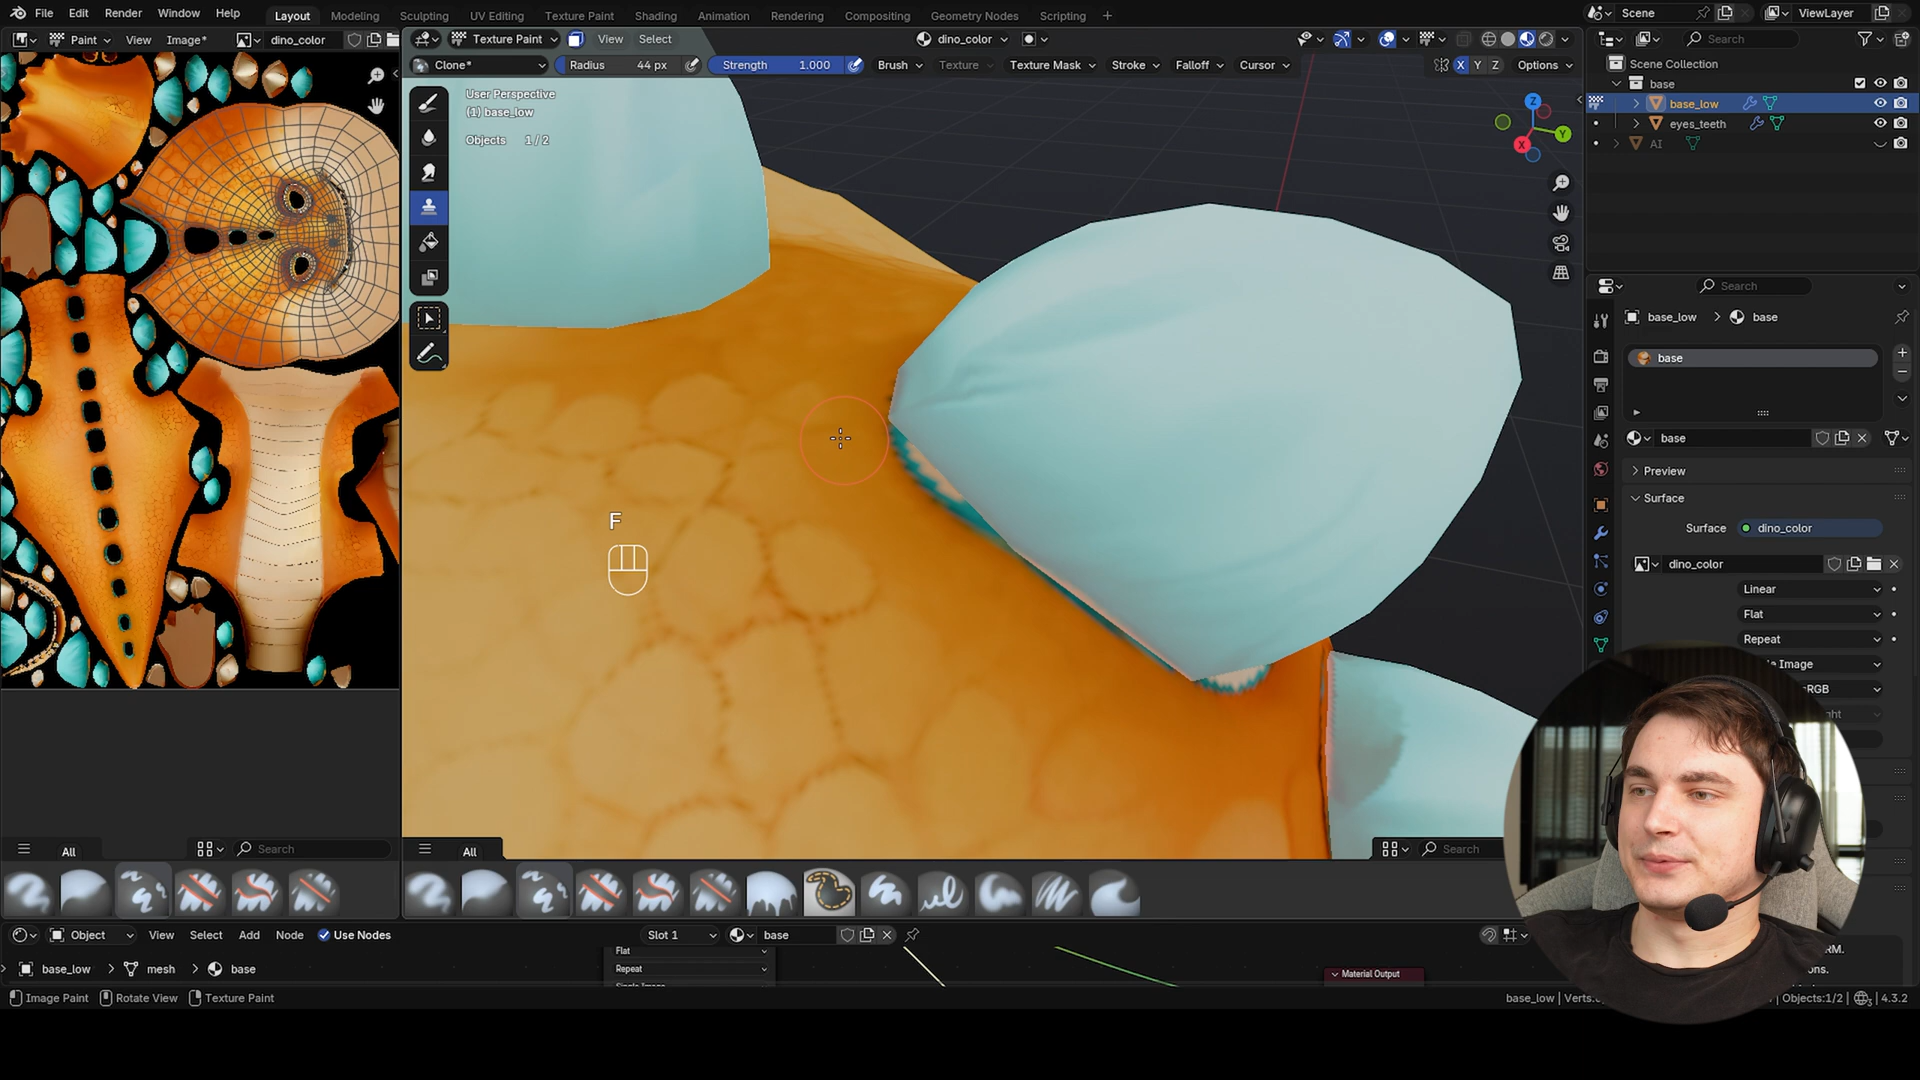 File Edit Render Window Help Layout Modeling Sculpting UV Editing Texture Paint Shading Animation Rendering Compositing Geometry Nodes Scripting + Scene ViewLayer
Paint View Image* dino_color Texture Paint View Select dino_color Search
Clone* Radius 44 px Strength 1.000 Brush Texture Texture Mask Stroke Falloff Cursor X Y Z Options
Scene Collection
base
base_low
eyes_teeth
AI
User Perspective
(1) base_low
Objects 1 / 2
Z
Y
X
Search
base_low > base
base
base
Preview
Surface
Surface dino_color
dino_color
Linear
Flat
Repeat
Image
F
All Search
All Search
Object View Select Add Node Use Nodes Slot 1 base
Flat
Repeat
base_low > mesh > base
Material Output
Image Paint Rotate View Texture Paint
base_low | Verts:
Objects:1/2 4.3.2